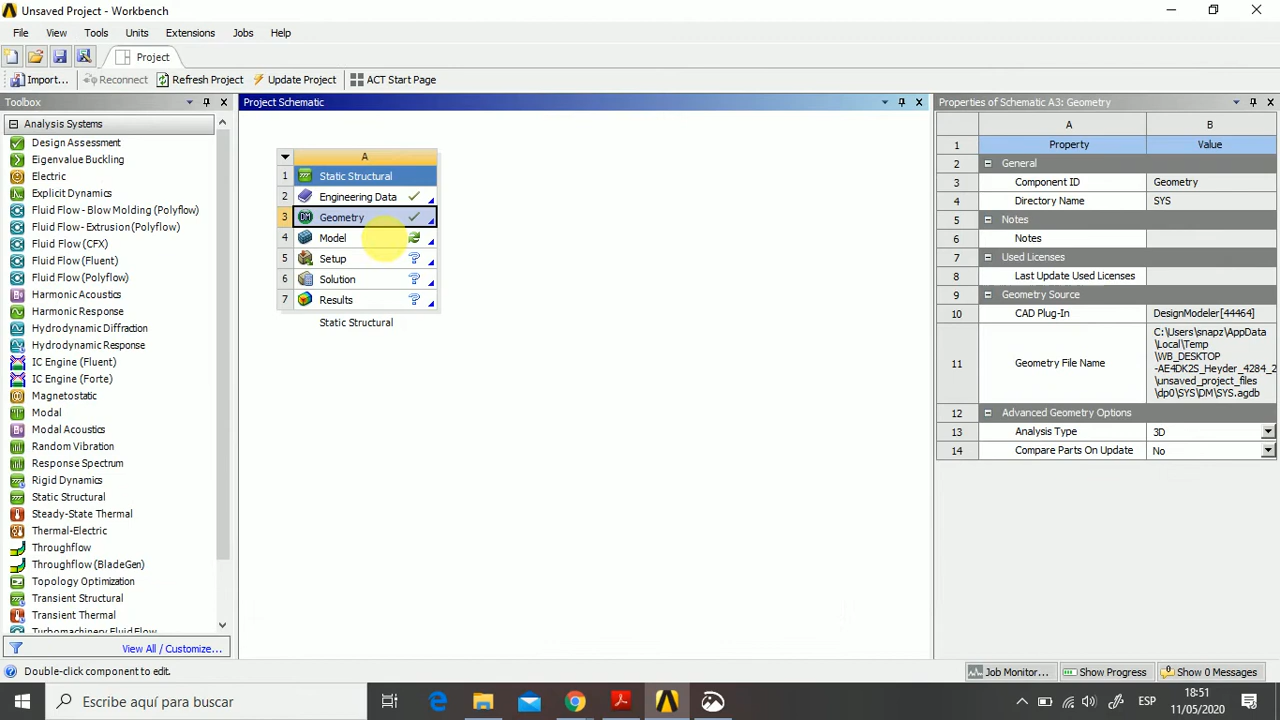 Unsaved Project - Workbench
File View Tools Units Extensions Jobs Help
Project
Import... Reconnect Refresh Project Update Project ACT Start Page
Toolbox
Analysis Systems
Design Assessment
Eigenvalue Buckling
Electric
Explicit Dynamics
Fluid Flow - Blow Molding (Polyflow)
Fluid Flow- Extrusion (Polyflow)
Fluid Flow (CFX)
Fluid Flow (Fluent)
Fluid Flow (Polyflow)
Harmonic Acoustics
Harmonic Response
Hydrodynamic Diffraction
Hydrodynamic Response
IC Engine (Fluent)
IC Engine (Forte)
Magnetostatic
Modal
Modal Acoustics
Random Vibration
Response Spectrum
Rigid Dynamics
Static Structural
Steady-State Thermal
Thermal-Electric
Throughflow
Throughflow (BladeGen)
Topology Optimization
Transient Structural
Transient Thermal
Turbomachinery Fluid Flow
View All / Customize...
Project Schematic
A
1 Static Structural
2 Engineering Data
3 DM Geometry
4 Model
5 Setup ?
6 Solution ?
7 Results ?
Static Structural
Properties of Schematic A3: Geometry
A B
1 Property Value
2 General
3 Component ID Geometry
4 Directory Name SYS
5 Notes
6 Notes
7 Used Licenses
8 Last Update Used Licenses
9 Geometry Source
10 CAD Plug-In DesignModeler[44464]
11 Geometry File Name C:\Users\snapz\AppData
\Local\Temp
\WB_DESKTOP
-AE4DK2S_Heyder_4284_2
\unsaved_project_files
\dp0\SYS\DM\SYS.agdb
12 Advanced Geometry Options
13 Analysis Type 3D
14 Compare Parts On Update No
Double-click component to edit.
Job Monitor... Show Progress Show 0 Messages
Escribe aquí para buscar
ESP
18:51
11/05/2020